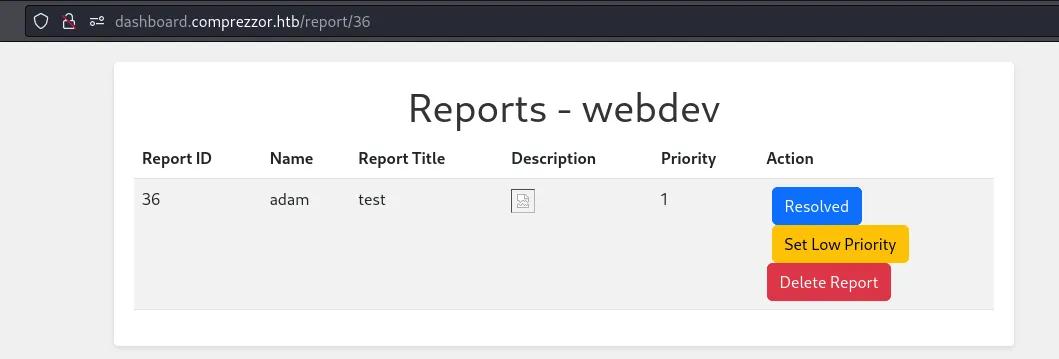 dashboard.comprezzor.htb/report/36
Reports - webdev
Report ID Name Report Title Description Priority Action
36 adam test 1 Resolved
Set Low Priority
Delete Report